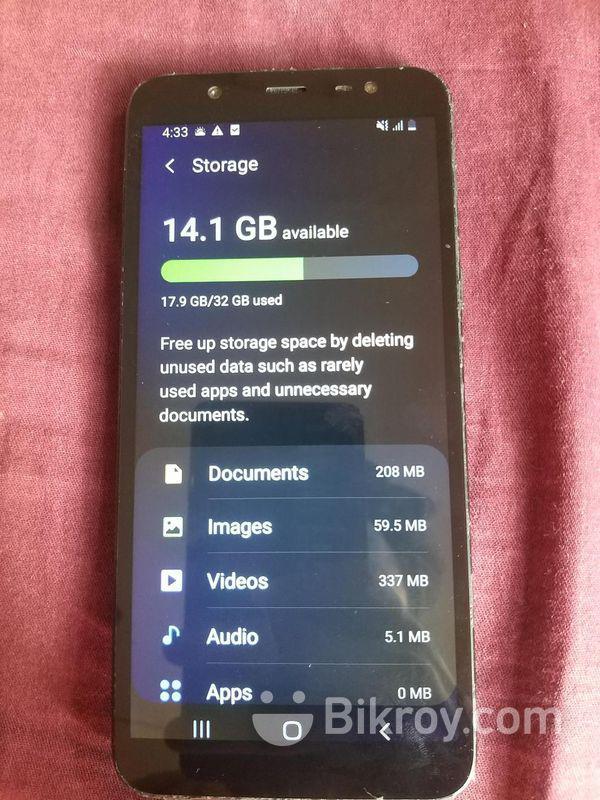 4:33
Storage
14.1 GB available
17.9 GB/32 GB used
Free up storage space by deleting
unused data such as rarely
used apps and unnecessary
documents.
Documents 208 MB
Images 59.5 MB
Videos 337 MB
Audio 5.1 MB
Apps 0 MB
Bikroy.com